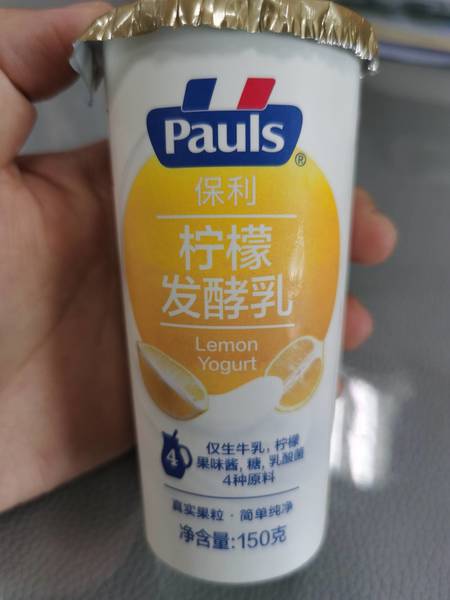 Pauls®
保利
柠檬
发酵乳
Lemon
Yogurt
4
仅生牛乳, 柠檬
果味酱, 糖, 乳酸菌
4种原料
真实果粒 · 简单纯净
净含量:150克